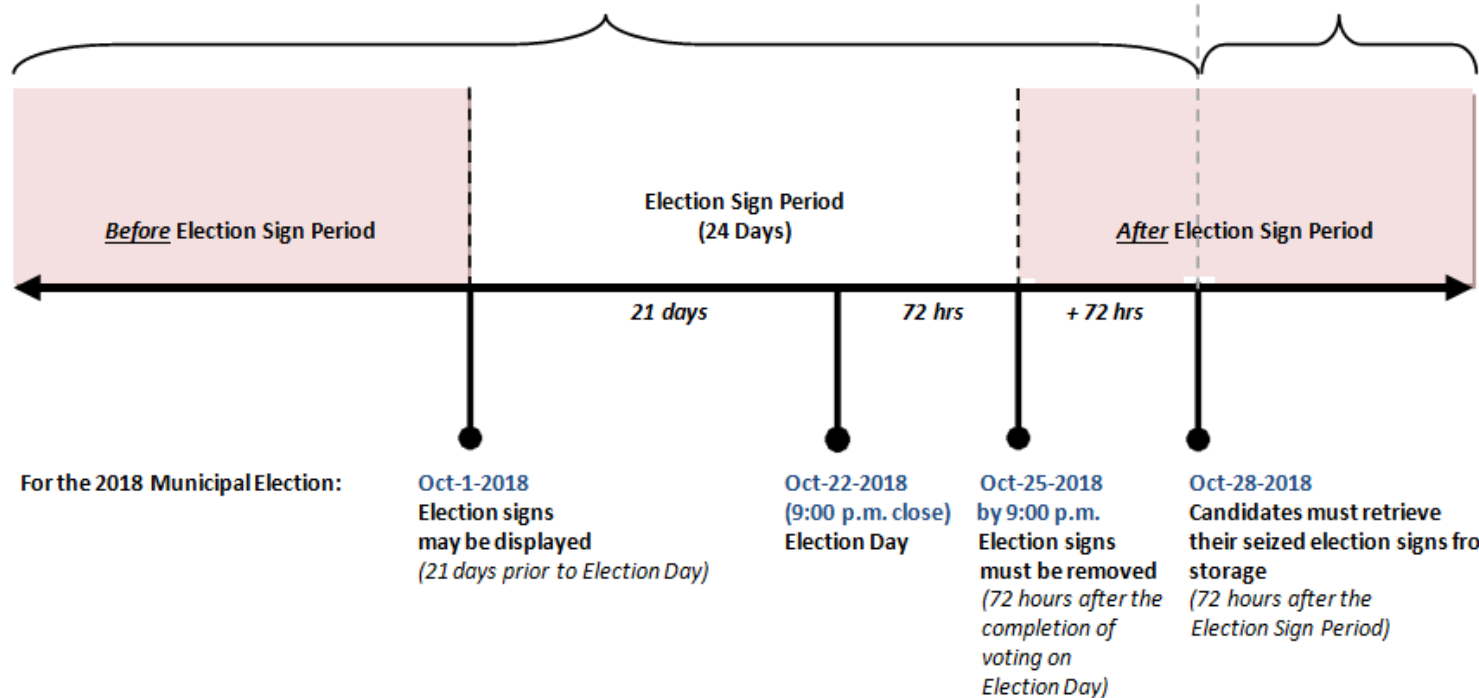 Before Election Sign Period
Election Sign Period
(24 Days)
After Election Sign Period
21 days
72 hrs
+ 72 hrs
For the 2018 Municipal Election:
Oct-1-2018
Election signs
may be displayed
(21 days prior to Election Day)
Oct-22-2018
(9:00 p.m. close)
Election Day
Oct-25-2018
by 9:00 p.m.
Election signs
must be removed
(72 hours after the
completion of
voting on
Election Day)
Oct-28-2018
Candidates must retrieve
their seized election signs fro
storage
(72 hours after the
Election Sign Period)